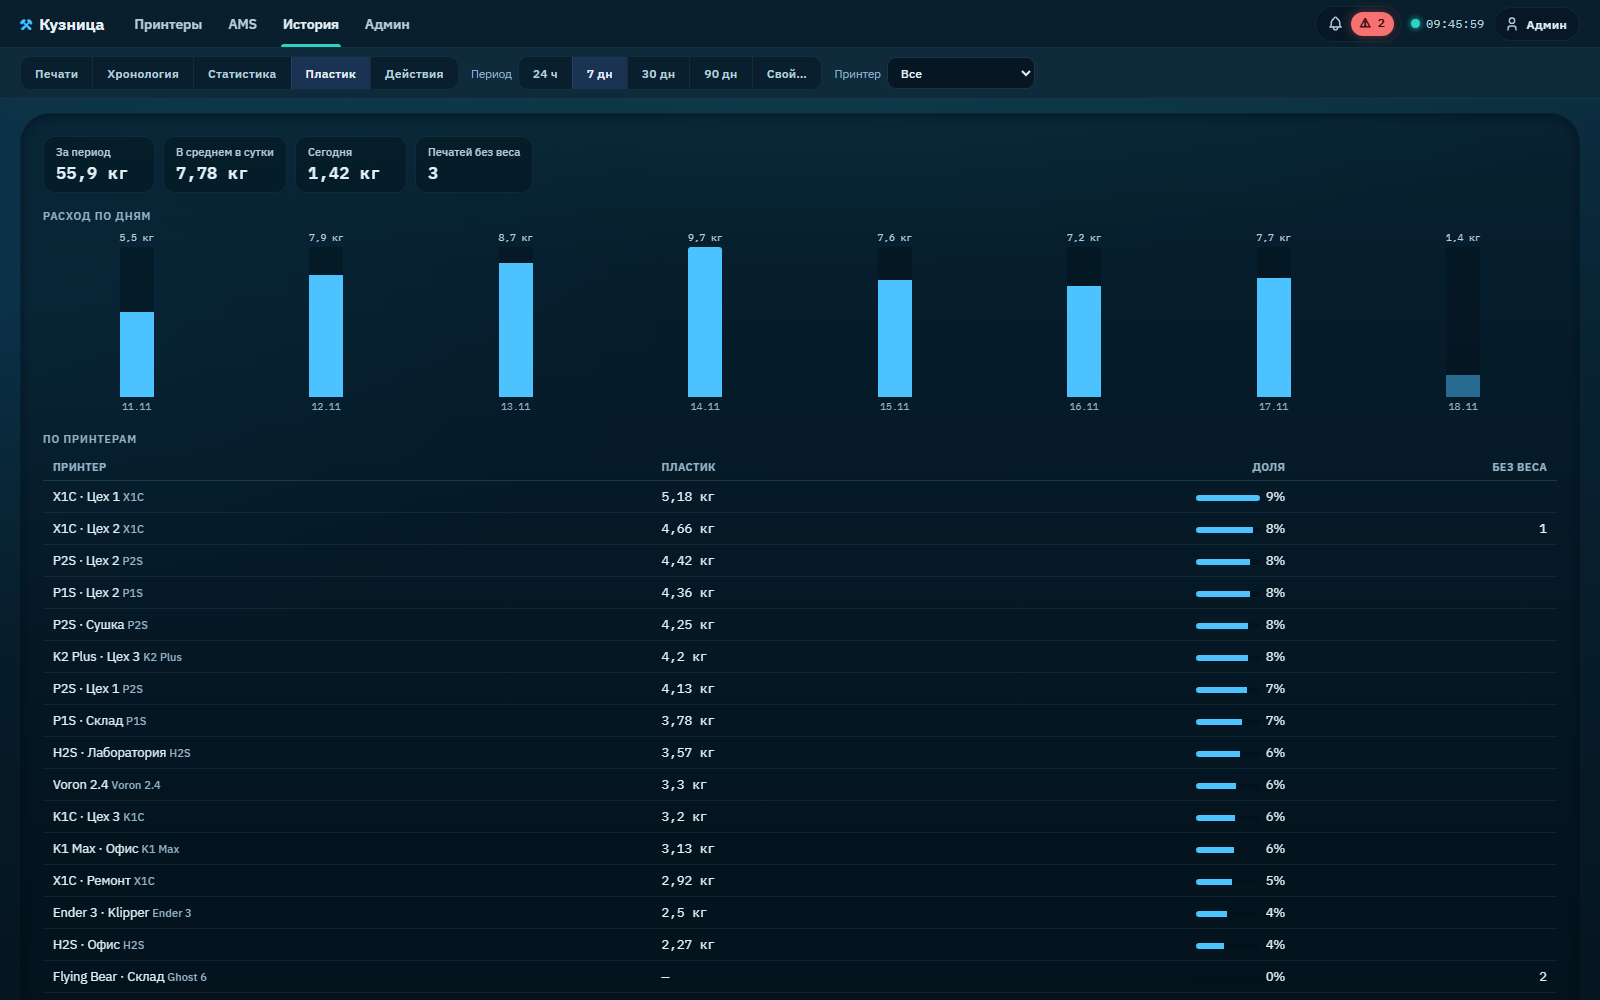 ⚒ Кузница Принтеры AMS История Админ ⚠ 2 09:45:59 Админ
Печати Хронология Статистика Пластик Действия Период 24 ч 7 дн 30 дн 90 дн Свой... Принтер Все
За период В среднем в сутки Сегодня Печатей без веса
55,9 кг 7,78 кг 1,42 кг 3
РАСХОД ПО ДНЯМ
5,5 кг 7,9 кг 8,7 кг 9,7 кг 7,6 кг 7,2 кг 7,7 кг 1,4 кг
11.11 12.11 13.11 14.11 15.11 16.11 17.11 18.11
ПО ПРИНТЕРАМ
ПРИНТЕР ПЛАСТИК ДОЛЯ БЕЗ ВЕСА
X1C · Цех 1 X1C 5,18 кг 9%
X1C · Цех 2 X1C 4,66 кг 8% 1
P2S · Цех 2 P2S 4,42 кг 8%
P1S · Цех 2 P1S 4,36 кг 8%
P2S · Сушка P2S 4,25 кг 8%
K2 Plus · Цех 3 K2 Plus 4,2 кг 8%
P2S · Цех 1 P2S 4,13 кг 7%
P1S · Склад P1S 3,78 кг 7%
H2S · Лаборатория H2S 3,57 кг 6%
Voron 2.4 Voron 2.4 3,3 кг 6%
K1C · Цех 3 K1C 3,2 кг 6%
K1 Max · Офис K1 Max 3,13 кг 6%
X1C · Ремонт X1C 2,92 кг 5%
Ender 3 · Klipper Ender 3 2,5 кг 4%
H2S · Офис H2S 2,27 кг 4%
Flying Bear · Склад Ghost 6 — 0% 2